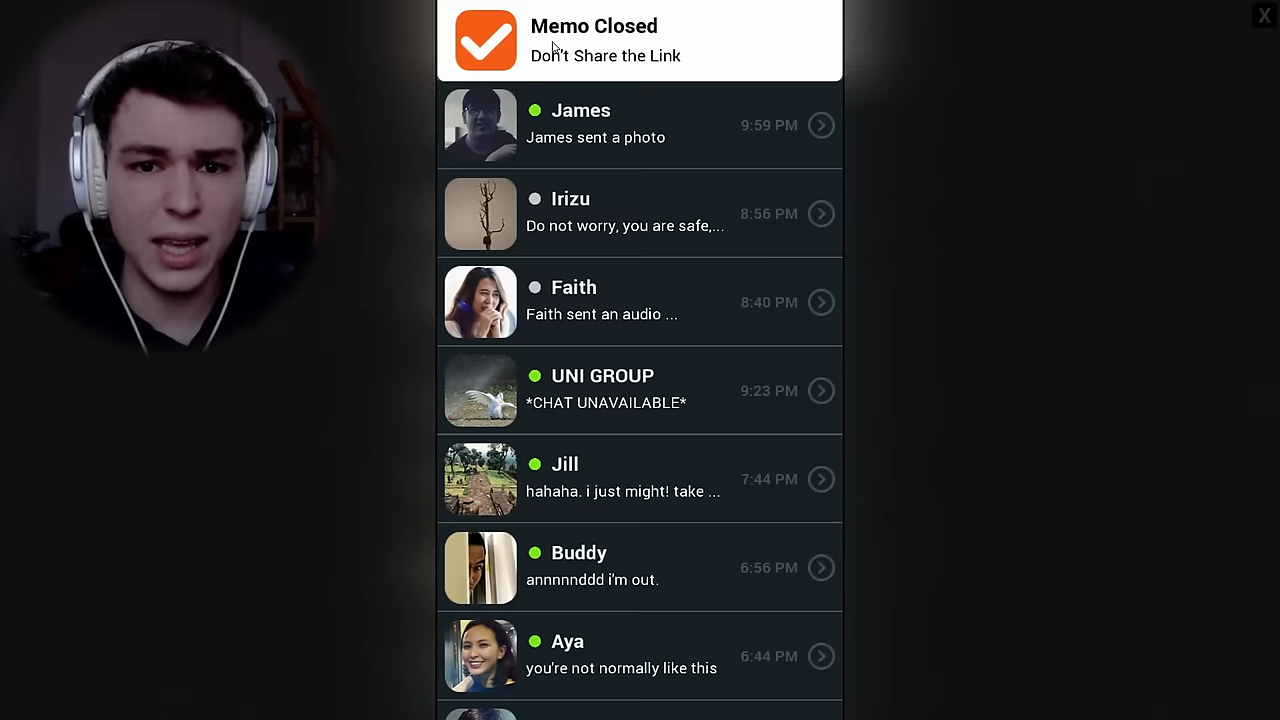 X
Memo Closed
Don't Share the Link
James
James sent a photo
9:59 PM
Irizu
Do not worry, you are safe,...
8:56 PM
Faith
Faith sent an audio ...
8:40 PM
UNI GROUP
*CHAT UNAVAILABLE*
9:23 PM
Jill
hahaha. i just might! take ...
7:44 PM
Buddy
annnnnddd i'm out.
6:56 PM
Aya
you're not normally like this
6:44 PM